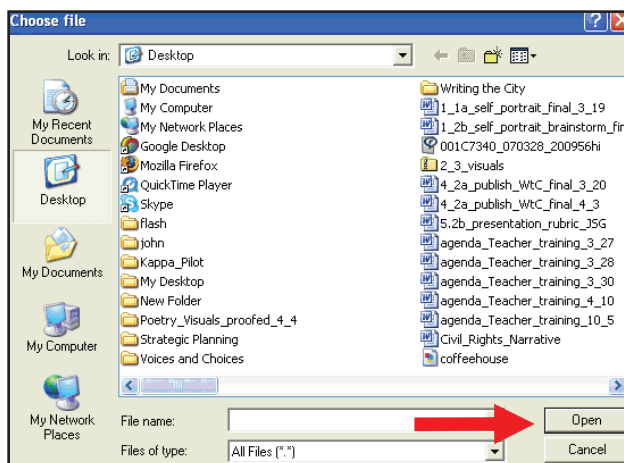 Choose file
Look in:
Desktop
My Recent
Documents
Desktop
My Documents
My Computer
My Network
Places
My Documents
My Computer
My Network Places
Google Desktop
Mozilla Firefox
QuickTime Player
Skype
flash
john
Kappa_Pilot
My Desktop
New Folder
Poetry_Visuals_proofed_4_4
Strategic Planning
Voices and Choices
Writing the City
1_1a_self_portrait_final_3_19
1_2b_self_portrait_brainstorm_fin
001C7340_070328_200956hi
2_3_visuals
4_2a_publish_WtC_final_3_20
4_2a_publish_WtC_final_4_3
5.2b_presentation_rubric_JSG
agenda_Teacher_training_3_27
agenda_Teacher_training_3_28
agenda_Teacher_training_3_30
agenda_Teacher_training_4_10
agenda_Teacher_training_10_5
Civil_Rights_Narrative
coffeehouse
File name:
Open
Files of type:
All Files (*.*)
Cancel